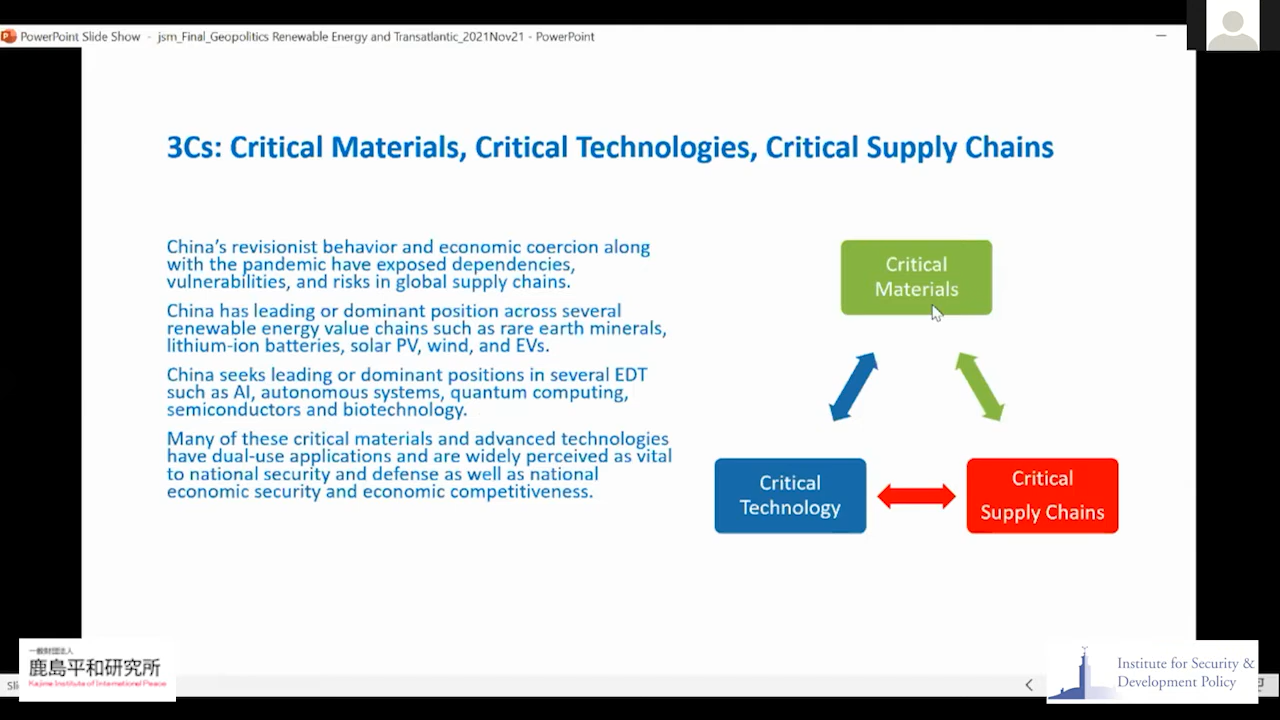 PowerPoint Slide Show - jsm_Final_Geopolitics Renewable Energy and Transatlantic_2021Nov21 - PowerPoint
3Cs: Critical Materials, Critical Technologies, Critical Supply Chains
China's revisionist behavior and economic coercion along
with the pandemic have exposed dependencies,
vulnerabilities, and risks in global supply chains.
China has leading or dominant position across several
renewable energy value chains such as rare earth minerals,
lithium-ion batteries, solar PV, wind, and EVs.
China seeks leading or dominant positions in several EDT
such as AI, autonomous systems, quantum computing,
semiconductors and biotechnology.
Many of these critical materials and advanced technologies
have dual-use applications and are widely perceived as vital
to national security and defense as well as national
economic security and economic competitiveness.
Critical
Materials
Critical
Technology
Critical
Supply Chains
一般財団法人
鹿島平和研究所
Kajima Institute of International Peace
Institute for Security &
Development Policy